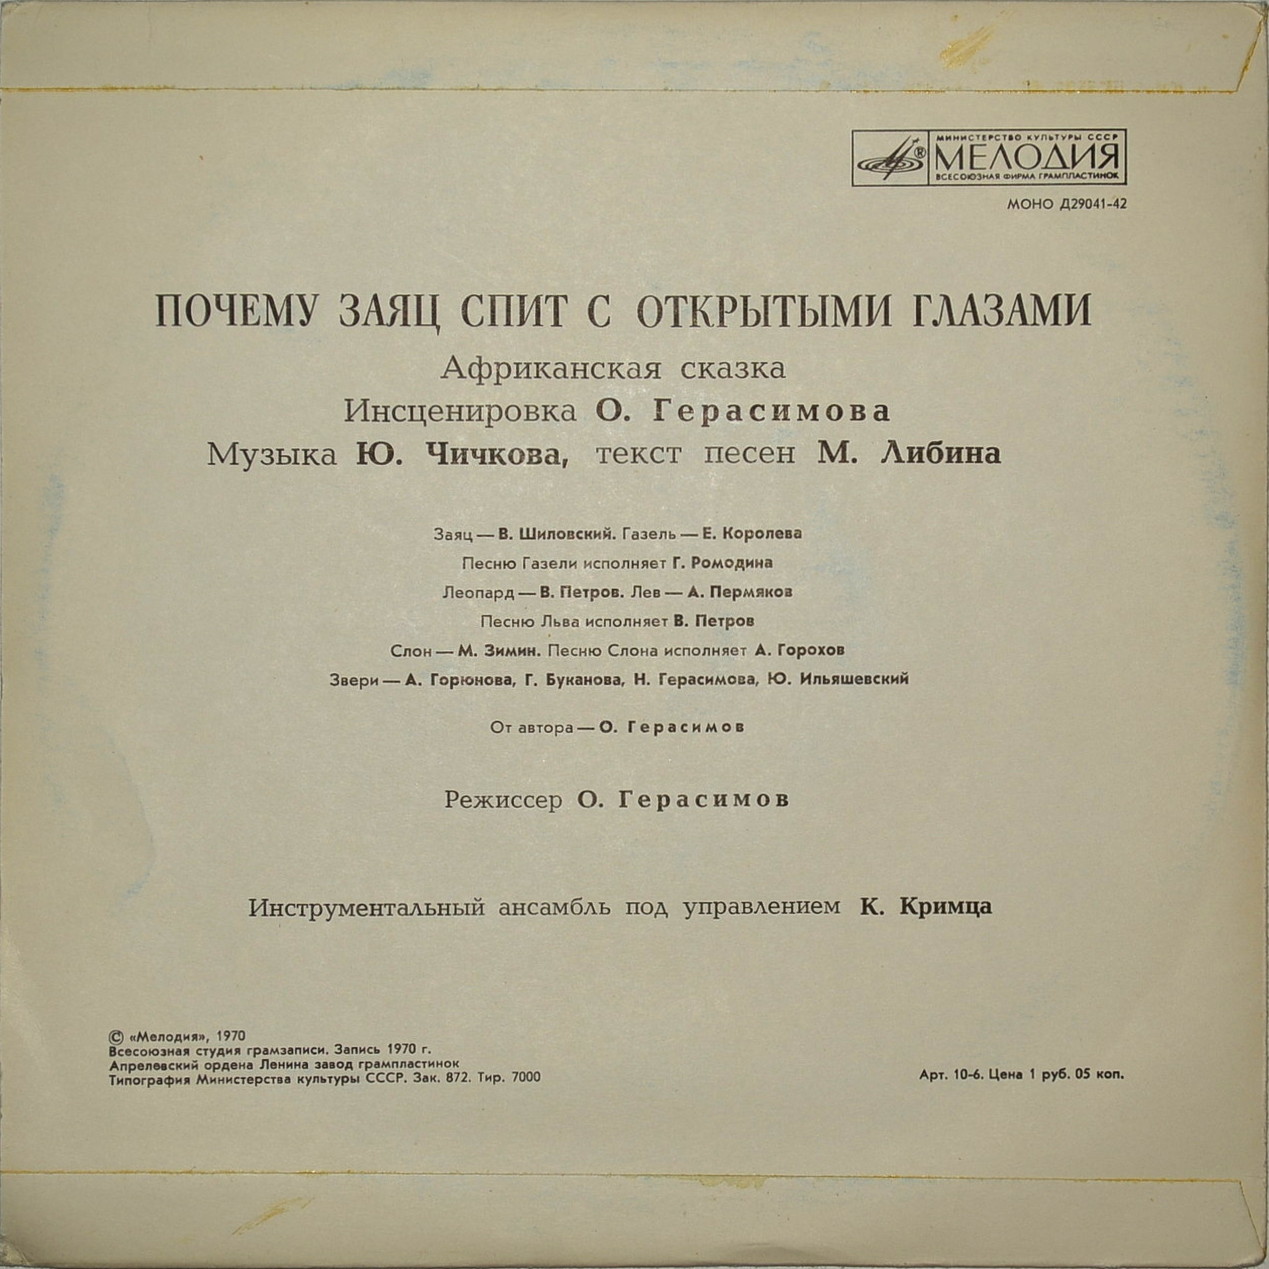 МИНИСТЕРСТВО КУЛЬТУРЫ СССР
МЕЛОДИЯ
ВСЕСОЮЗНАЯ ФИРМА ГРАМПЛАСТИНОК
МОНО Д29041-42
ПОЧЕМУ ЗАЯЦ СПИТ С ОТКРЫТЫМИ ГЛАЗАМИ
Африканская сказка
Инсценировка О. Герасимова
Музыка Ю. Чичкова, текст песен М. Либина
Заяц — В. Шиловский. Газель — Е. Королева
Песню Газели исполняет Г. Ромодина
Леопард — В. Петров. Лев — А. Пермяков
Песню Льва исполняет В. Петров
Слон — М. Зимин. Песню Слона исполняет А. Горохов
Звери — А. Горюнова, Г. Буканова, Н. Герасимова, Ю. Ильяшевский
От автора — О. Герасимов
Режиссер О. Герасимов
Инструментальный ансамбль под управлением К. Кримца
© «Мелодия», 1970
Всесоюзная студия грамзаписи. Запись 1970 г.
Апрелевский ордена Ленина завод грампластинок
Типография Министерства культуры СССР. Зак. 872. Тир. 7000
Арт. 10-6. Цена 1 руб. 05 коп.